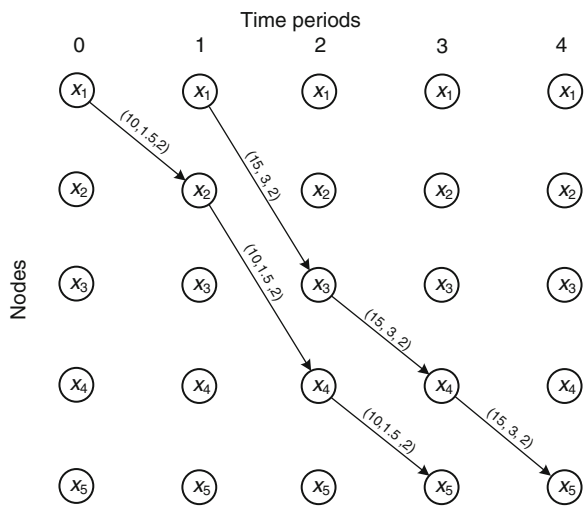 Time periods
0 1 2 3 4
x1 x1 x1 x1 x1
(10,1.5,2)
(15, 3, 2)
x2 x2 x2 x2 x2
(10,1.5 ,2)
Nodes
x3 x3 x3 x3 x3
(15, 3, 2)
x4 x4 x4 x4 x4
(10,1.5 ,2)
(15, 3, 2)
x5 x5 x5 x5 x5